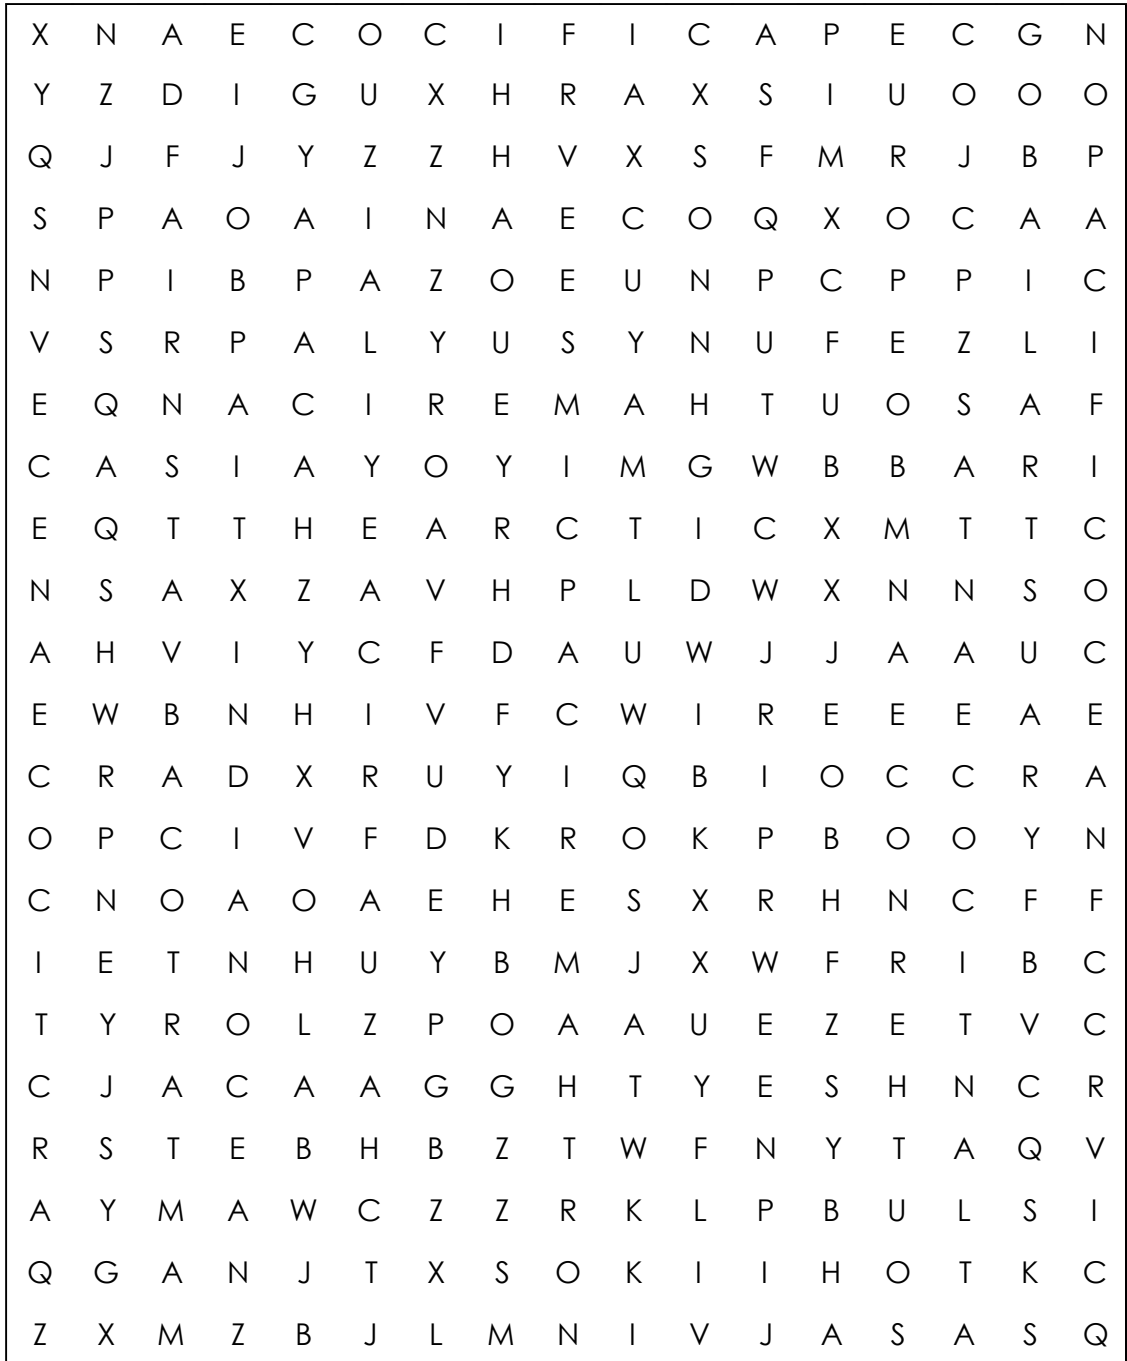 X N A E C O C I F I C A P E C G N
Y Z D I G U X H R A X S I U O O O
Q J F J Y Z Z H V X S F M R J B P
S P A O A I N A E C O Q X O C A A
N P I B P A Z O E U N P C P P I C
V S R P A L Y U S Y N U F E Z L I
E Q N A C I R E M A H T U O S A F
C A S I A Y O Y I M G W B B A R I
E Q T T H E A R C T I C X M T T C
N S A X Z A V H P L D W X N N S O
A H V I Y C F D A U W J J A A U C
E W B N H I V F C W I R E E E A E
C R A D X R U Y I Q B I O C C R A
O P C I V F D K R O K P B O O Y N
C N O A O A E H E S X R H N C F F
I E T N H U Y B M J X W F R I B C
T Y R O L Z P O A A U E Z E T V C
C J A C A A G G H T Y E S H N C R
R S T E B H B Z T W F N Y T A Q V
A Y M A W C Z Z R K L P B U L S I
Q G A N J T X S O K I I H O T K C
Z X M Z B J L M N I V J A S A S Q